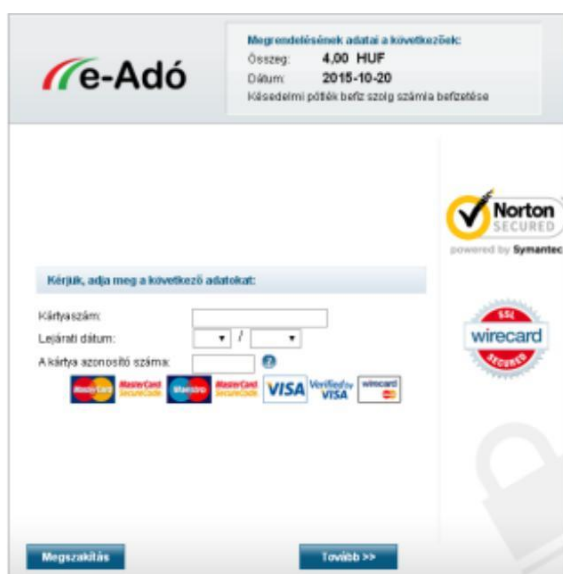 e-Adó
Megrendelésének adatai a következőek:
Összeg: 4,00 HUF
Dátum: 2015-10-20
Késedelmi pótlék befiz szolg számla befizetése
Norton
SECURED
powered by Symantec
Kérjük, adja meg a következő adatokat:
Kártyaszám:
Lejárati dátum: /
A kártya azonosító száma: ?
MasterCard MasterCard SecureCode Maestro MasterCard SecureCode VISA Verified by VISA wirecard
SSL
wirecard
SECURED
Megszakítás Tovább >>